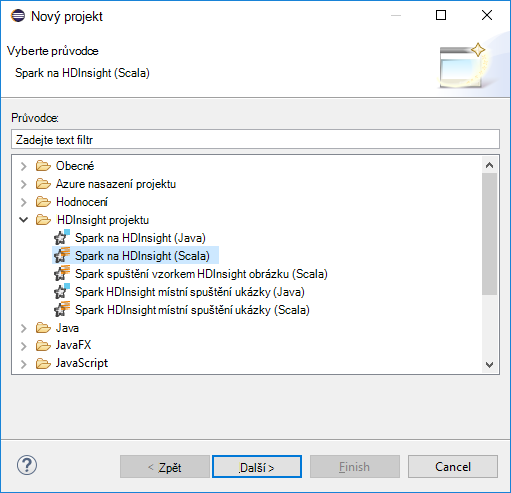 Nový projekt
Vyberte průvodce
Spark na HDInsight (Scala)
Průvodce:
Zadejte text filtr
Obecné
Azure nasazení projektu
Hodnocení
HDInsight projektu
Spark na HDInsight (Java)
Spark na HDInsight (Scala)
Spark spuštění vzorkem HDInsight obrázku (Scala)
Spark HDInsight místní spuštění ukázky (Java)
Spark HDInsight místní spuštění ukázky (Scala)
Java
JavaFX
JavaScript
? < Zpět Další > Finish Cancel